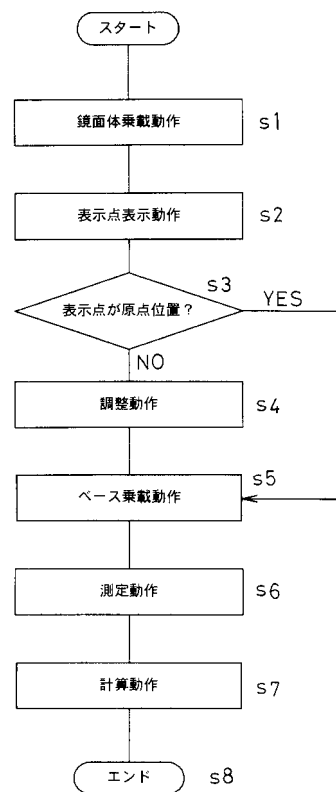 スタート
鏡面体乗載動作 s1
表示点表示動作 s2
s3
表示点が原点位置？ YES
NO
調整動作 s4
s5
ベース乗載動作
測定動作 s6
計算動作 s7
エンド s8